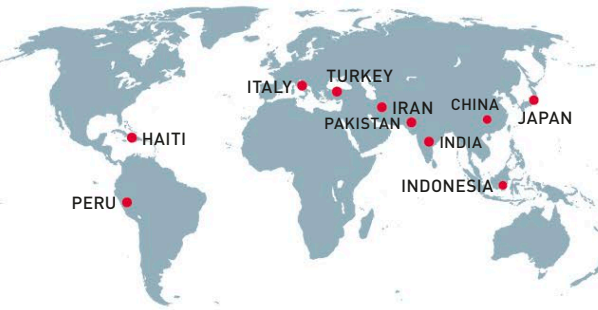 TURKEY
ITALY
IRAN
CHINA
PAKISTAN
JAPAN
HAITI
INDIA
INDONESIA
PERU